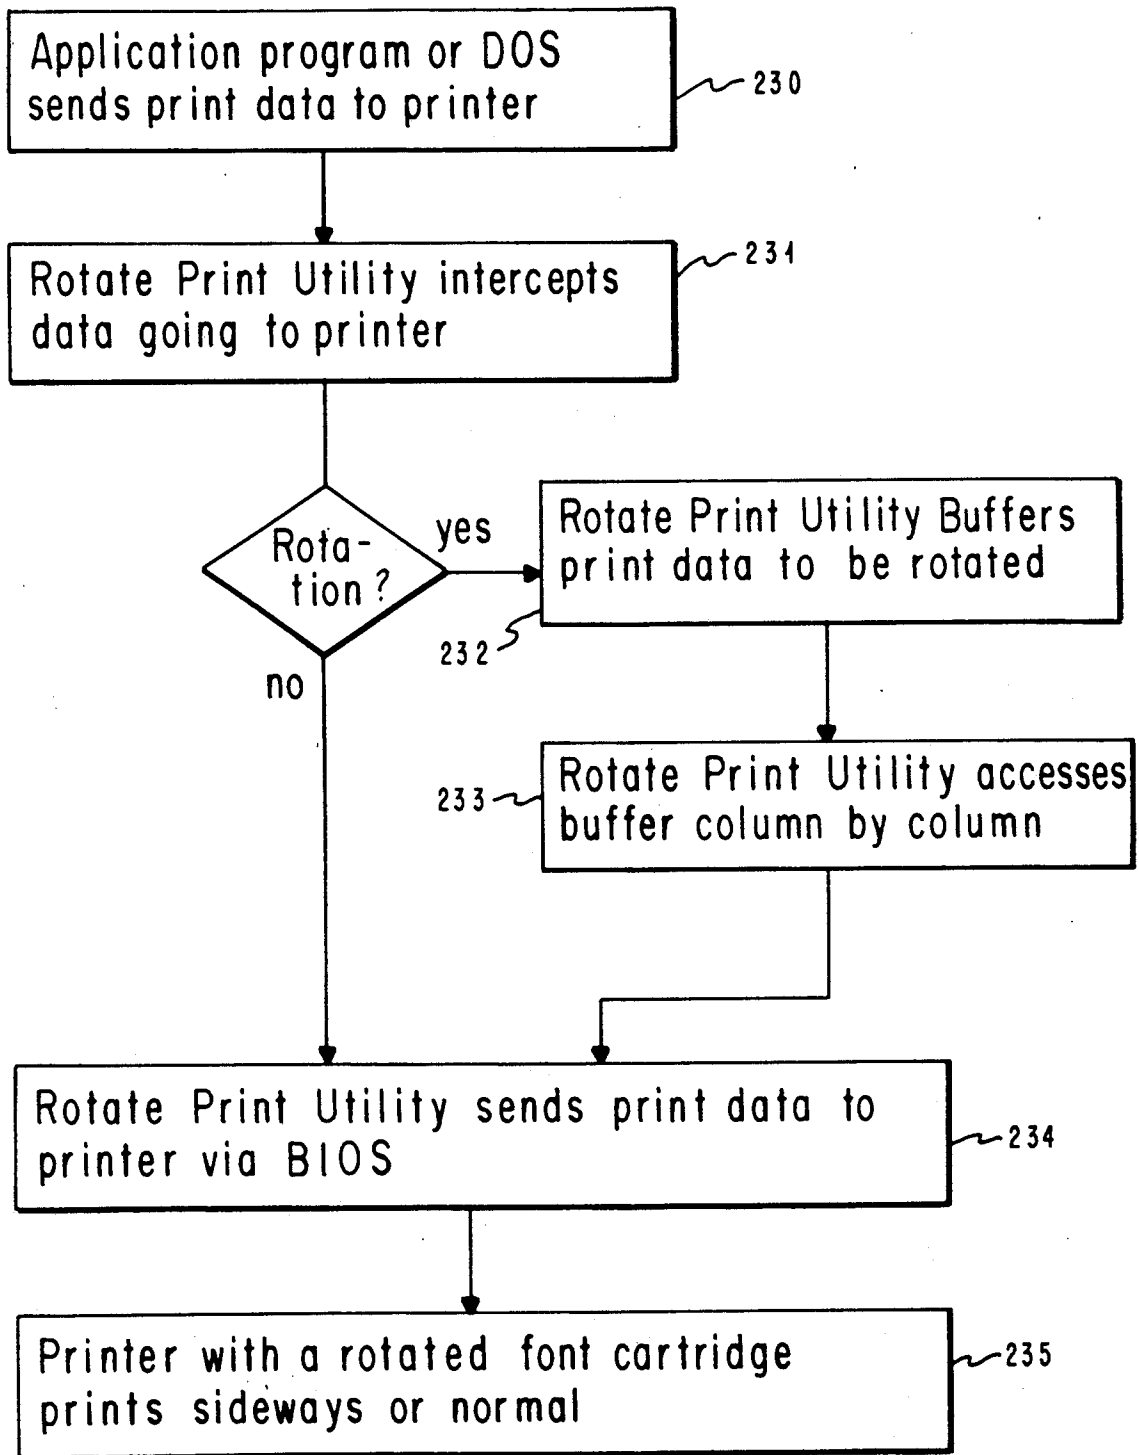 Application program or DOS
sends print data to printer
230
Rotate Print Utility intercepts
data going to printer
231
Rota-
tion?
yes
no
Rotate Print Utility Buffers
print data to be rotated
232
Rotate Print Utility accesses
buffer column by column
233
Rotate Print Utility sends print data to
printer via BIOS
234
Printer with a rotated font cartridge
prints sideways or normal
235